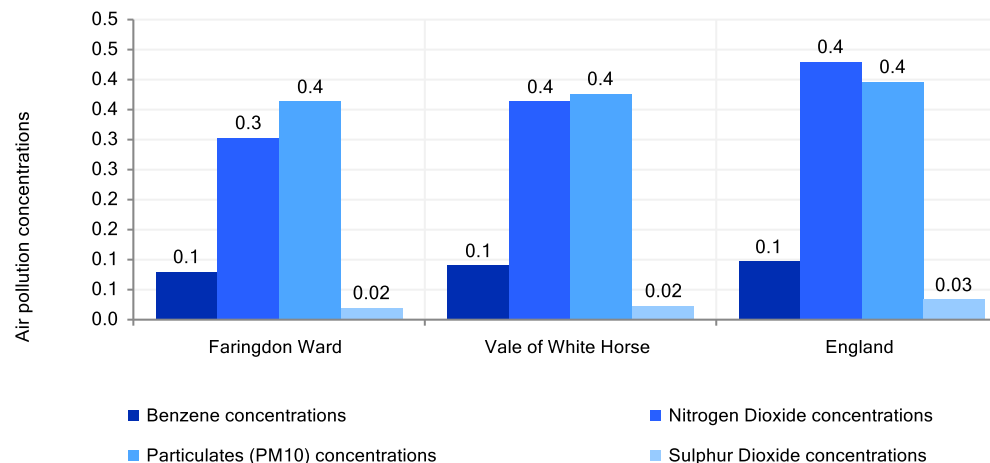 0.5
0.5
0.4
0.4
0.3
0.3
0.2
0.2
0.1
0.1
0.0
Air pollution concentrations
0.1 0.3 0.4 0.02
0.1 0.4 0.4 0.02
0.1 0.4 0.4 0.03
Faringdon Ward Vale of White Horse England
Benzene concentrations Nitrogen Dioxide concentrations
Particulates (PM10) concentrations Sulphur Dioxide concentrations